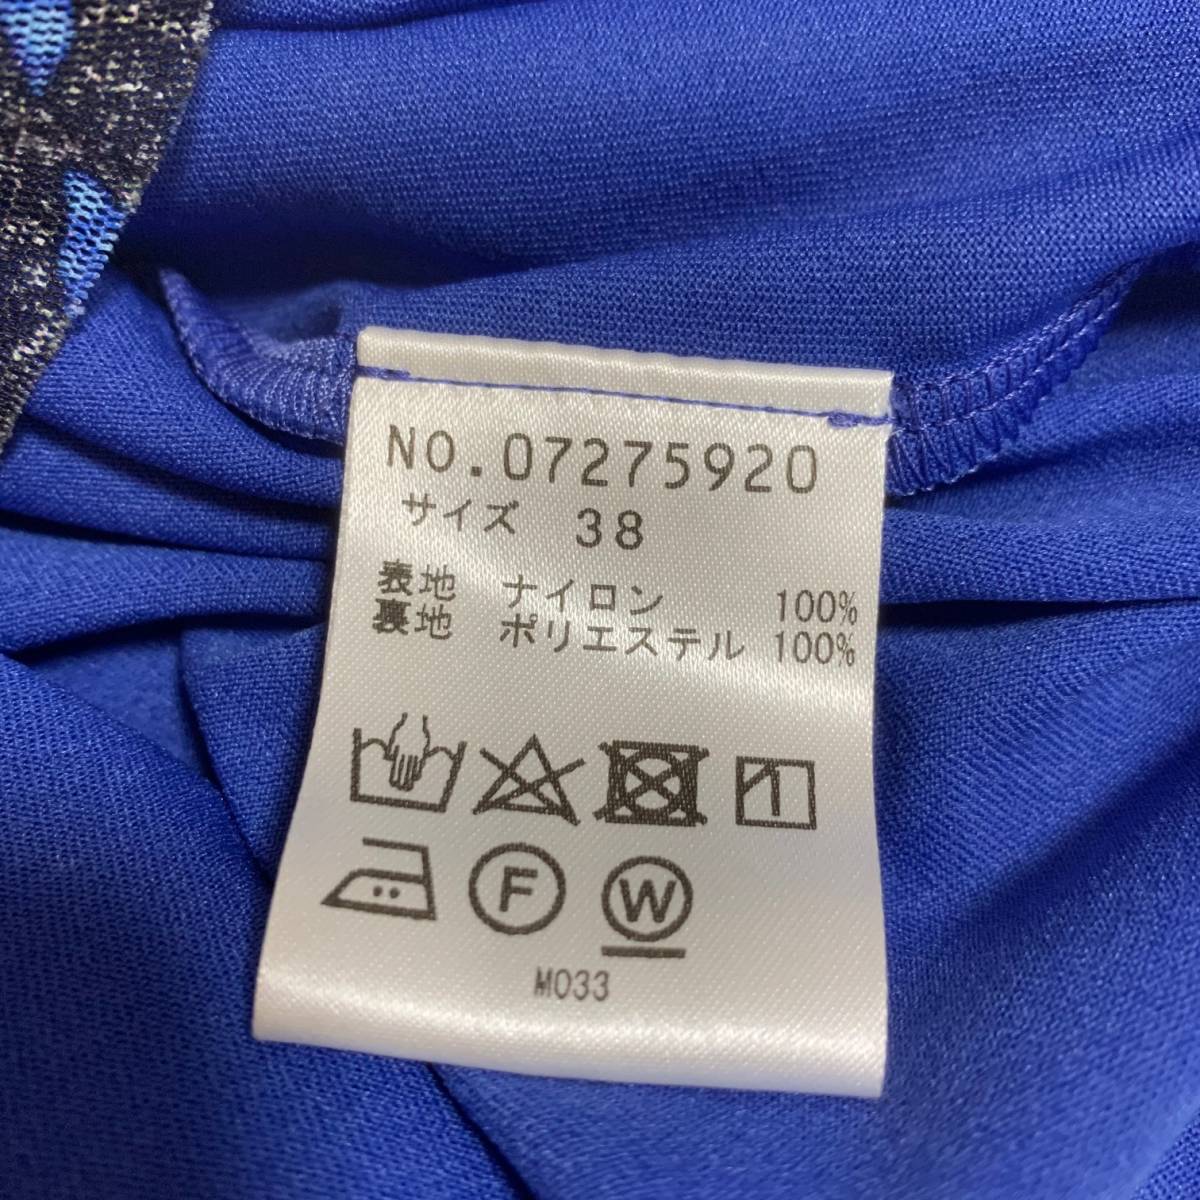 NO.07275920
サイズ 38
表地 ナイロン 100%
裏地 ポリエステル 100%
F W
M033